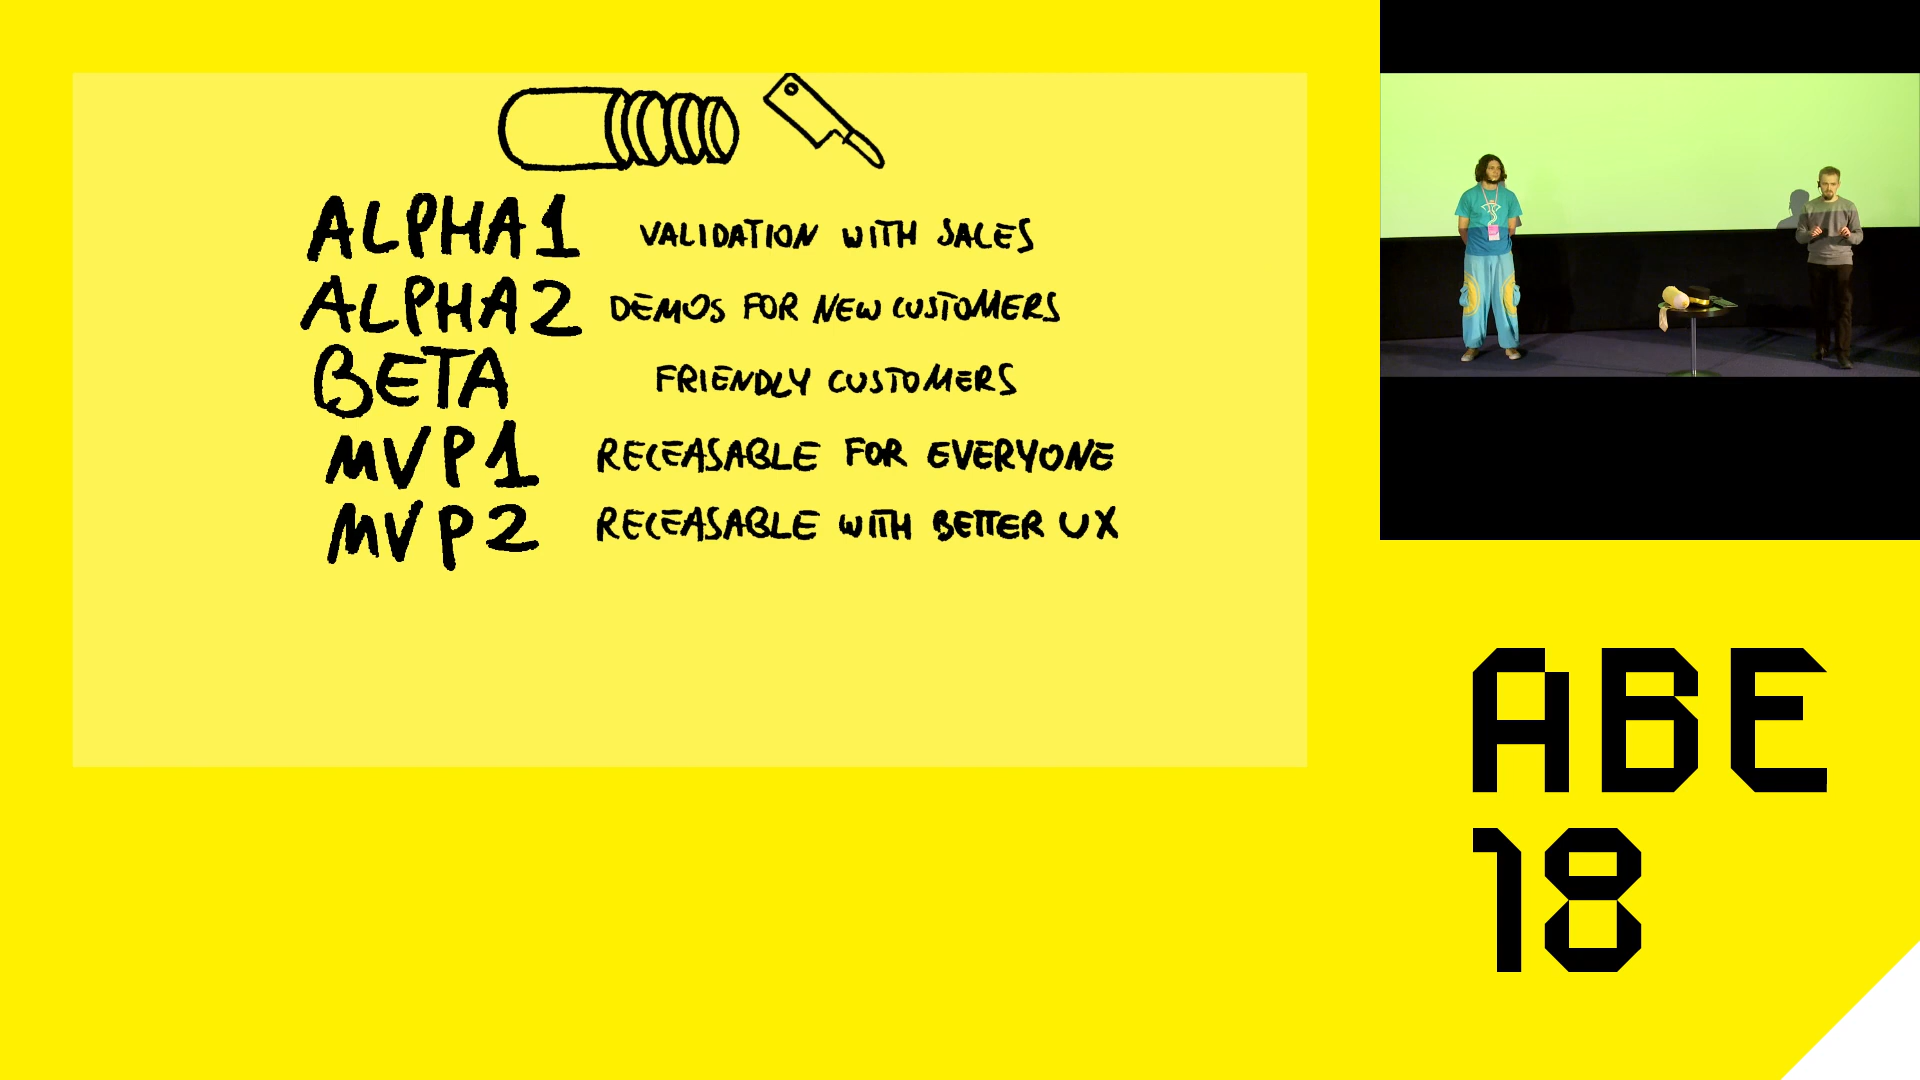 ALPHA1 VALIDATION WITH SALES
ALPHA2 DEMOS FOR NEW CUSTOMERS
BETA FRIENDLY CUSTOMERS
MVP1 RELEASABLE FOR EVERYONE
MVP2 RELEASABLE WITH BETTER UX
ABE
18